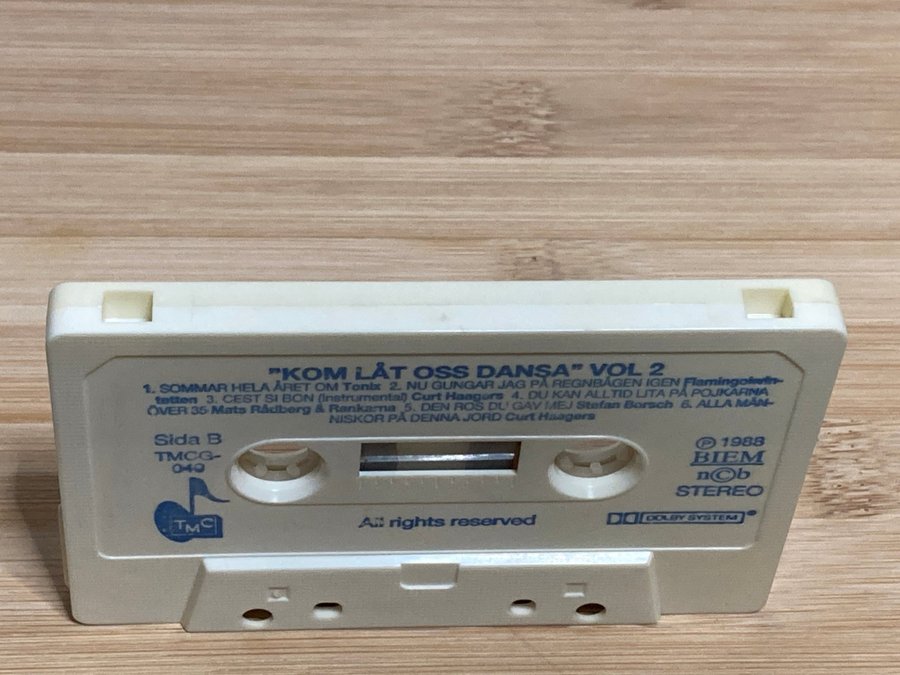 "KOM LÅT OSS DANSA" VOL 2
1. SOMMAR HELA ÅRET OM Tonix 2. NU GUNGAR JAG PÅ REGNBÅGEN IGEN Flamingokvin-
tetten 3. CEST SI BON (Instrumental) Curt Haagers 4. DU KAN ALLTID LITA PÅ POJKARNA
ÖVER 35 Mats Rådberg & Rankarna 5. DEN ROS DU GAV MEJ Stefan Borsch 6. ALLA MÄN-
NISKOR PÅ DENNA JORD Curt Haagers
Sida B
TMCG-
049
TMC
℗ 1988
BIEM
n©b
STEREO
All rights reserved
DOLBY SYSTEM